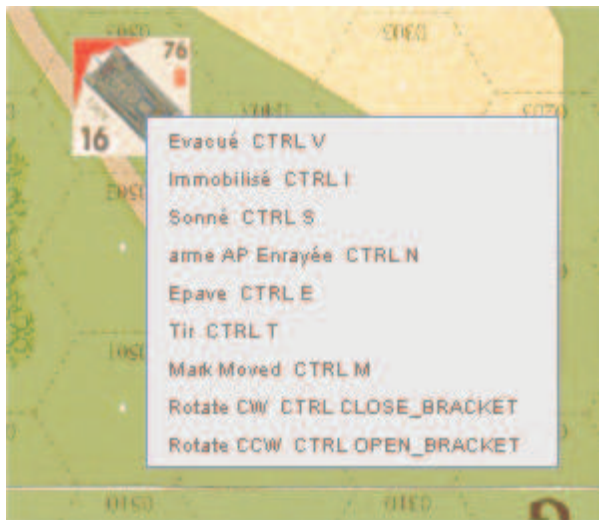 76
16
Evacué CTRL V
Immobilisé CTRL I
Sonné CTRL S
arme AP Enrayée CTRL N
Epave CTRL E
Tir CTRL T
Mark Moved CTRL M
Rotate CW CTRL CLOSE_BRACKET
Rotate CCW CTRL OPEN_BRACKET